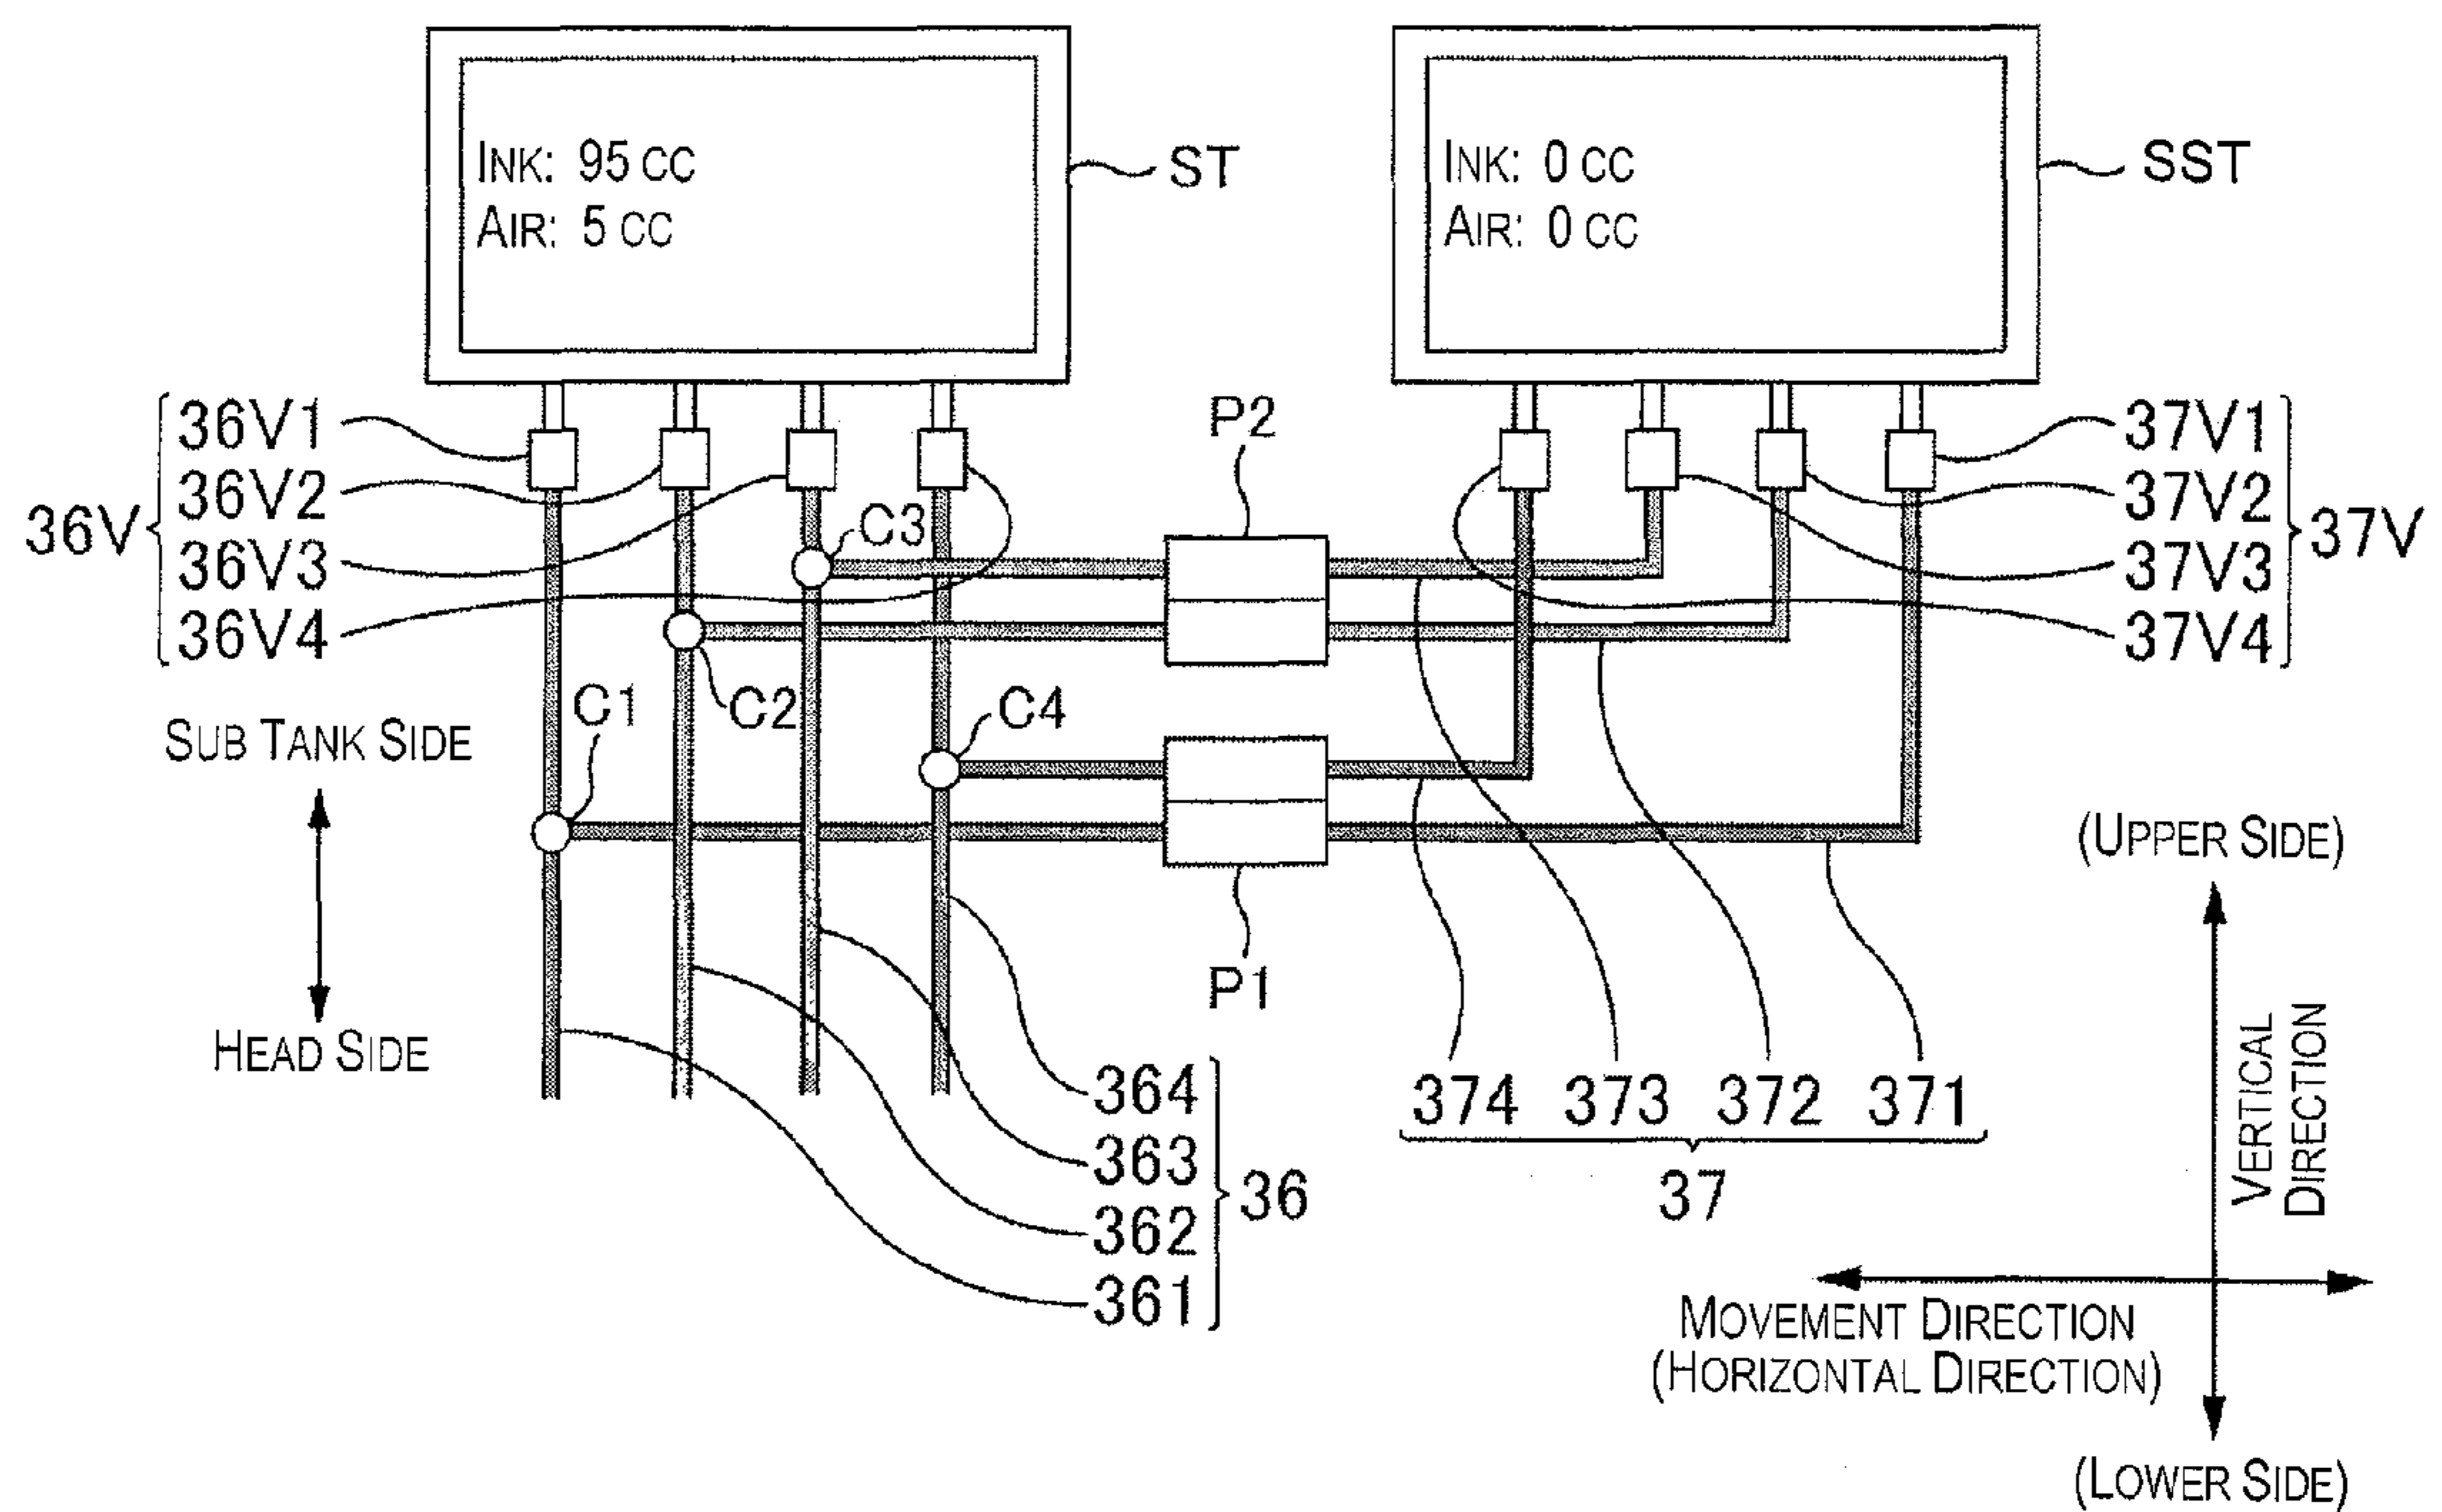 INK: 95 CC
AIR: 5 CC
ST
INK: 0 CC
AIR: 0 CC
SST
36V
36V1
36V2
36V3
36V4
P2
37V1
37V2
37V3
37V4
37V
C3
C2
C1
C4
SUB TANK SIDE
HEAD SIDE
P1
(UPPER SIDE)
364
363
362
361
36
374 373 372 371
37
VERTICAL
DIRECTION
MOVEMENT DIRECTION
(HORIZONTAL DIRECTION)
(LOWER SIDE)